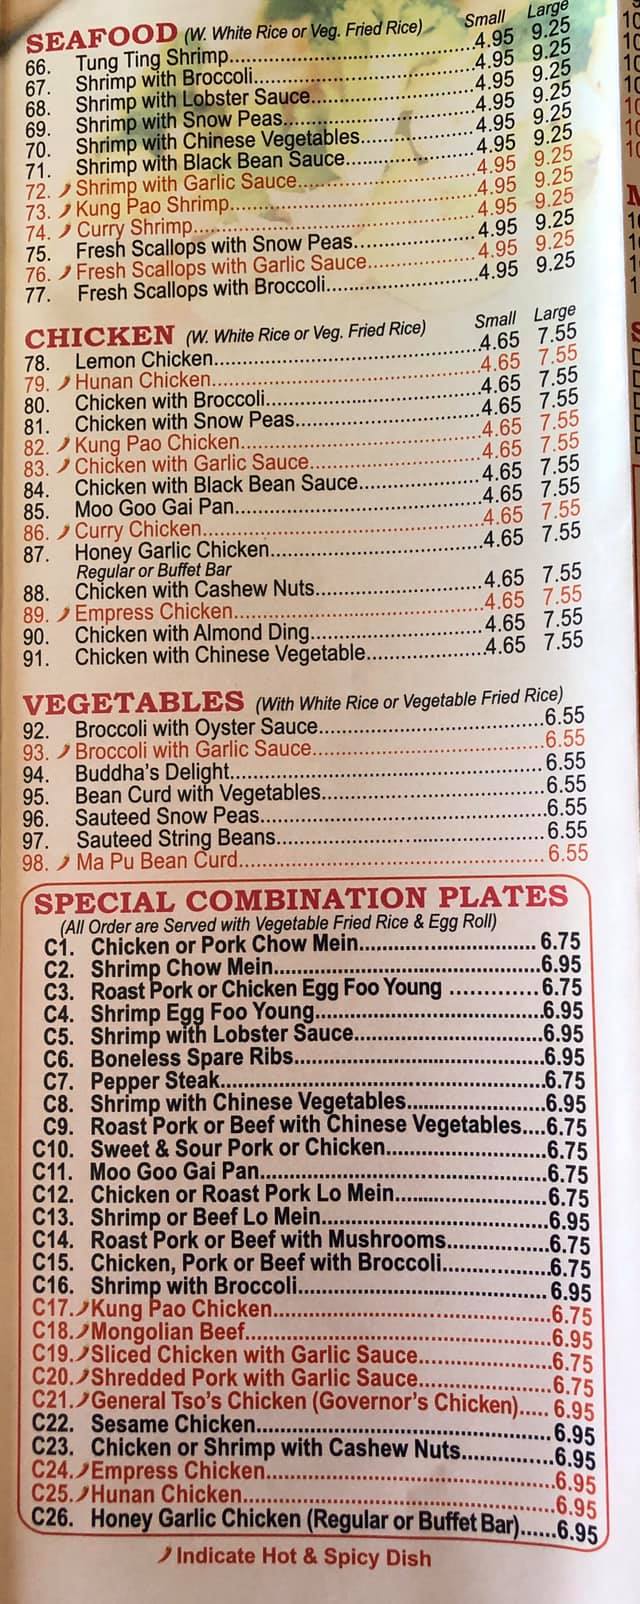 SEAFOOD (W. White Rice or Veg. Fried Rice) Small Large
66. Tung Ting Shrimp 4.95 9.25
67. Shrimp with Broccoli 4.95 9.25
68. Shrimp with Lobster Sauce 4.95 9.25
69. Shrimp with Snow Peas 4.95 9.25
70. Shrimp with Chinese Vegetables 4.95 9.25
71. Shrimp with Black Bean Sauce 4.95 9.25
72. Shrimp with Garlic Sauce 4.95 9.25
73. Kung Pao Shrimp 4.95 9.25
74. Curry Shrimp 4.95 9.25
75. Fresh Scallops with Snow Peas 4.95 9.25
76. Fresh Scallops with Garlic Sauce 4.95 9.25
77. Fresh Scallops with Broccoli 4.95 9.25
CHICKEN (W. White Rice or Veg. Fried Rice) Small Large
78. Lemon Chicken 4.65 7.55
79. Hunan Chicken 4.65 7.55
80. Chicken with Broccoli 4.65 7.55
81. Chicken with Snow Peas 4.65 7.55
82. Kung Pao Chicken 4.65 7.55
83. Chicken with Garlic Sauce 4.65 7.55
84. Chicken with Black Bean Sauce 4.65 7.55
85. Moo Goo Gai Pan 4.65 7.55
86. Curry Chicken 4.65 7.55
87. Honey Garlic Chicken 4.65 7.55
Regular or Buffet Bar
88. Chicken with Cashew Nuts 4.65 7.55
89. Empress Chicken 4.65 7.55
90. Chicken with Almond Ding 4.65 7.55
91. Chicken with Chinese Vegetable 4.65 7.55
VEGETABLES (With White Rice or Vegetable Fried Rice)
92. Broccoli with Oyster Sauce 6.55
93. Broccoli with Garlic Sauce 6.55
94. Buddha's Delight 6.55
95. Bean Curd with Vegetables 6.55
96. Sauteed Snow Peas 6.55
97. Sauteed String Beans 6.55
98. Ma Pu Bean Curd 6.55
SPECIAL COMBINATION PLATES
(All Order are Served with Vegetable Fried Rice & Egg Roll)
C1. Chicken or Pork Chow Mein 6.75
C2. Shrimp Chow Mein 6.95
C3. Roast Pork or Chicken Egg Foo Young 6.75
C4. Shrimp Egg Foo Young 6.95
C5. Shrimp with Lobster Sauce 6.95
C6. Boneless Spare Ribs 6.95
C7. Pepper Steak 6.75
C8. Shrimp with Chinese Vegetables 6.95
C9. Roast Pork or Beef with Chinese Vegetables 6.75
C10. Sweet & Sour Pork or Chicken 6.75
C11. Moo Goo Gai Pan 6.75
C12. Chicken or Roast Pork Lo Mein 6.75
C13. Shrimp or Beef Lo Mein 6.95
C14. Roast Pork or Beef with Mushrooms 6.75
C15. Chicken, Pork or Beef with Broccoli 6.75
C16. Shrimp with Broccoli 6.95
C17. Kung Pao Chicken 6.75
C18. Mongolian Beef 6.95
C19. Sliced Chicken with Garlic Sauce 6.75
C20. Shredded Pork with Garlic Sauce 6.75
C21. General Tso's Chicken (Governor's Chicken) 6.95
C22. Sesame Chicken 6.95
C23. Chicken or Shrimp with Cashew Nuts 6.95
C24. Empress Chicken 6.95
C25. Hunan Chicken 6.95
C26. Honey Garlic Chicken (Regular or Buffet Bar) 6.95
Indicate Hot & Spicy Dish